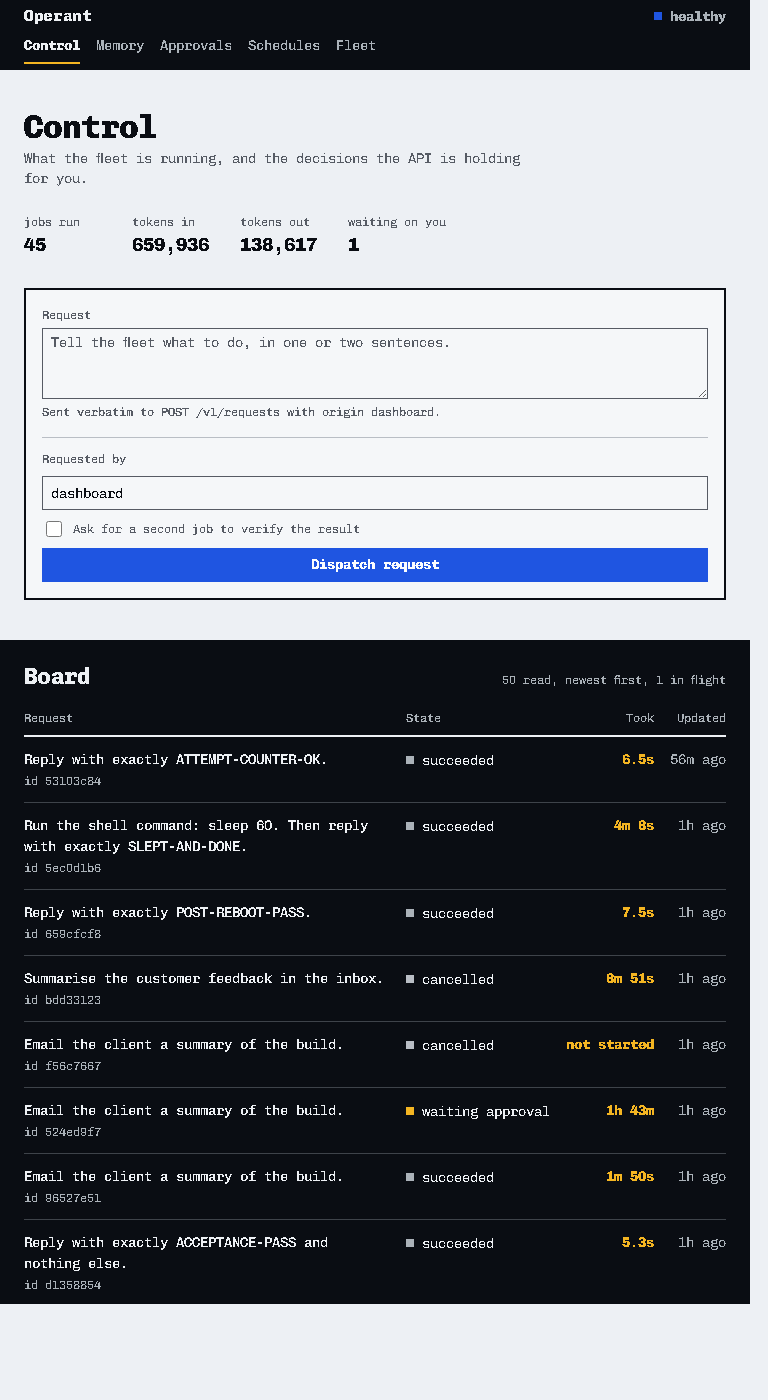 Operant
healthy
Control Memory Approvals Schedules Fleet
Control
What the fleet is running, and the decisions the API is holding
for you.
jobs run tokens in tokens out waiting on you
45 659,936 138,617 1
Request
Tell the fleet what to do, in one or two sentences.
Sent verbatim to POST /v1/requests with origin dashboard.
Requested by
dashboard
Ask for a second job to verify the result
Dispatch request
Board
50 read, newest first, 1 in flight
Request State Took Updated
Reply with exactly ATTEMPT-COUNTER-OK. succeeded 6.5s 56m ago
id 53103c84
Run the shell command: sleep 60. Then reply succeeded 4m 8s 1h ago
with exactly SLEPT-AND-DONE.
id 5ec0d1b6
Reply with exactly POST-REBOOT-PASS. succeeded 7.5s 1h ago
id 659cfcf8
Summarise the customer feedback in the inbox. cancelled 8m 51s 1h ago
id bdd33123
Email the client a summary of the build. cancelled not started 1h ago
id f56c7667
Email the client a summary of the build. waiting approval 1h 43m 1h ago
id 524ed9f7
Email the client a summary of the build. succeeded 1m 50s 1h ago
id 96527e51
Reply with exactly ACCEPTANCE-PASS and succeeded 5.3s 1h ago
nothing else.
id d1358854